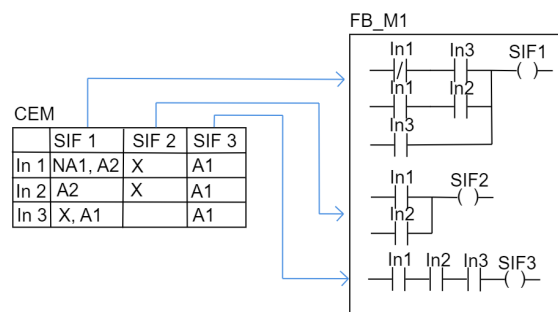 FB_M1
In1 In3 SIF1
/
In1 In2
In3
CEM
SIF 1 SIF 2 SIF 3
In 1 NA1, A2 X A1
In 2 A2 X
In 3 X, A1 A1
In1 SIF2
In2
In1 In2 In3 SIF3